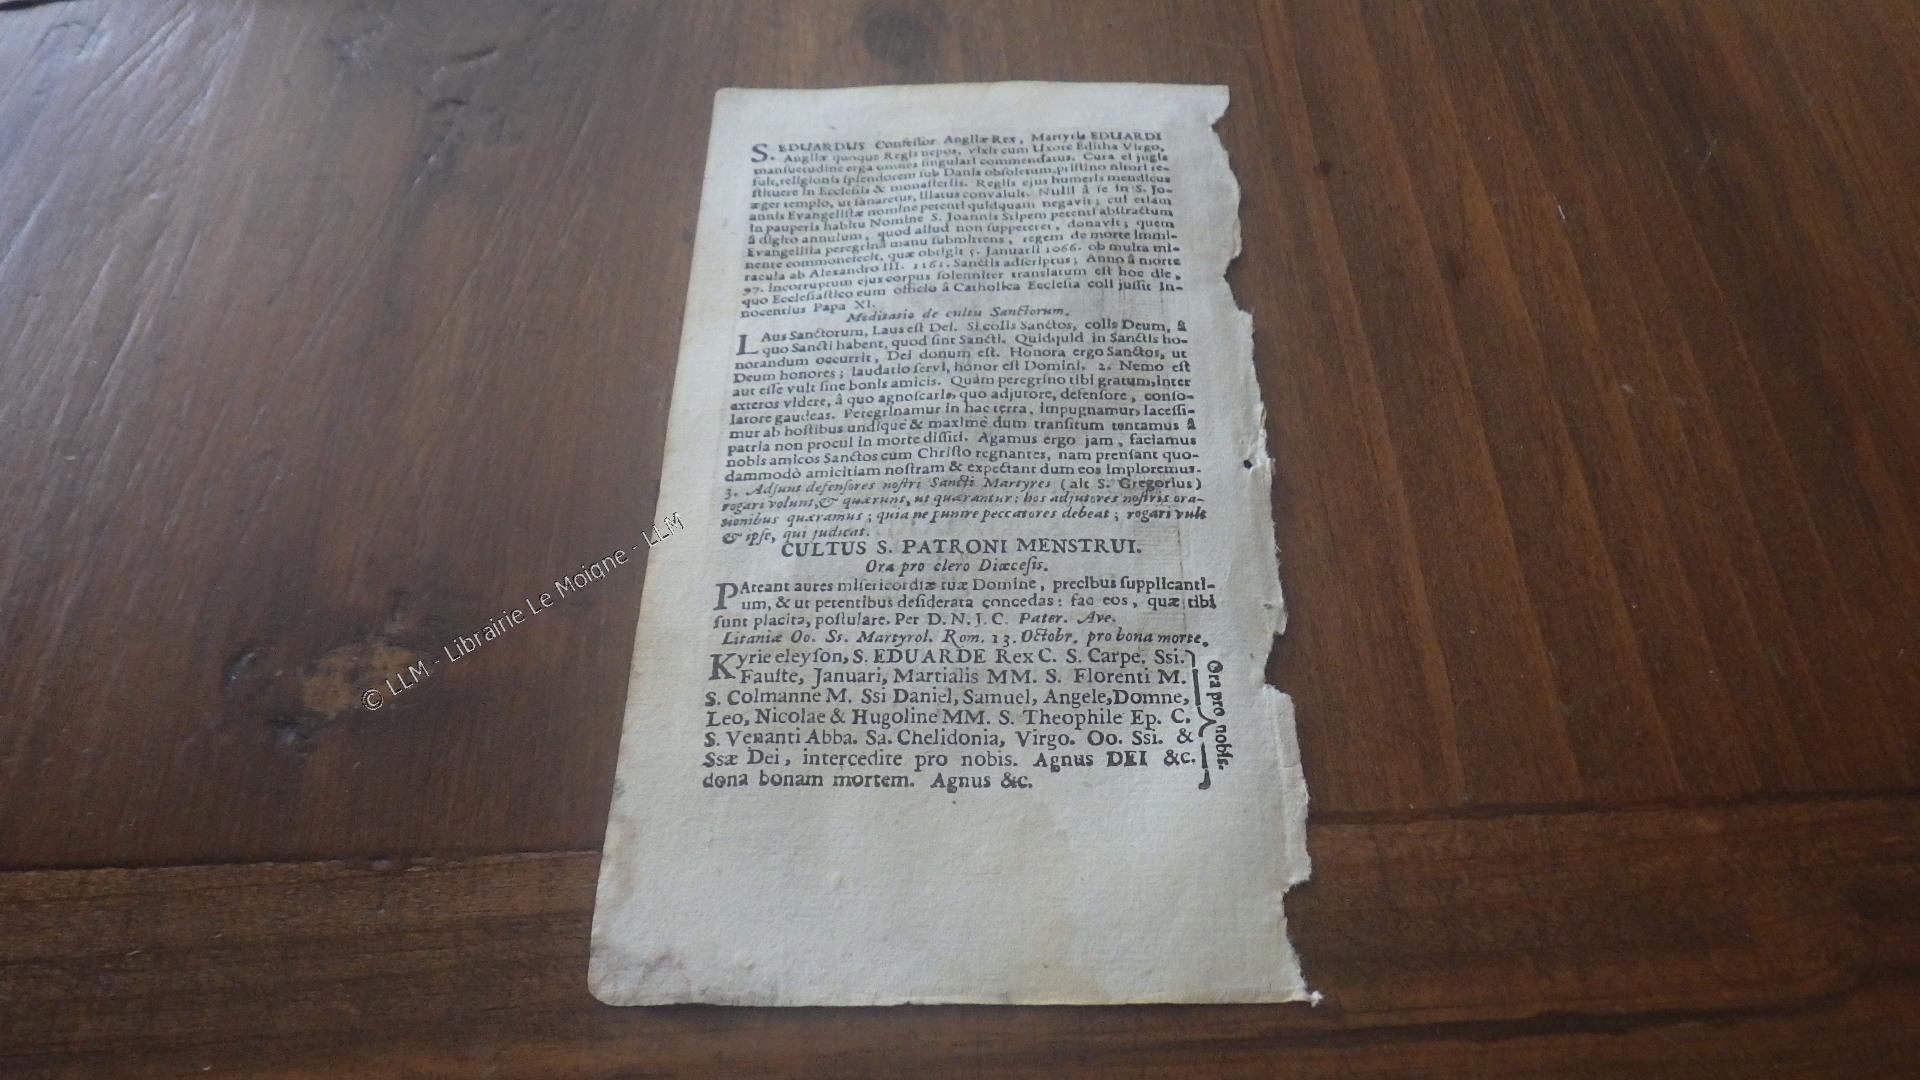 S. EDUARDUS Confeſſor Angliæ Rex, Martyris EDUARDI
Angliæ quoque Regis nepos, vixit cum Uxore Editha Virgo,
manſuetudine erga omnes ſingulari commendatus. Cura ei jugis
fuit, religionis ſplendorem ſub Danis obſoletum, priſtino nitori re-
ſtituere in Eccleſiis & monaſteriis. Regiis ejus humeris mendicus
æger templo, ut ſanaretur, illatus convaluit. Nulli â ſe in S. Jo-
annis Evangeliſtæ nomine petenti quidquam negavit; cui etiam
in pauperis habitu Nomine S. Joannis Stipem petenti abſtractum
â digito annulum, quod aliud non ſuppeteret, donavit; quem
Evangeliſta peregrina manu ſubmittens, regem de morte immi-
nente commonefecit, quæ obtigit 5. Januarii 1066. ob multa mi-
racula ab Alexandro III. 1161. Sanctis adſcriptus; Anno â morte
97. incorruptum ejus corpus ſolenniter translatum eſt hoc die,
quo Eccleſiaſtico eum officio â Catholica Eccleſia coli juſſit In-
nocentius Papa XI.
Meditatio de cultu Sanctorum.
LAus Sanctorum, Laus eſt Dei. Si colis Sanctos, colis Deum, â
quo Sancti habent, quod ſint Sancti. Quidquid in Sanctis ho-
norandum occurrit, Dei donum eſt. Honora ergo Sanctos, ut
Deum honores; laudatio ſervi, honor eſt Domini. 2. Nemo eſt
aut eſſe vult ſine bonis amicis. Quàm peregrino tibi gratum, inter
exteros videre, â quo agnoſcaris, quo adjutore, defenſore, conſo-
latore gaudeas. Peregrinamur in hac terra, impugnamur, laceſſi-
mur ab hoſtibus undique & maximè dum tranſitum tentamus â
patria non procul in morte diſſiti. Agamus ergo jam, faciamus
nobis amicos Sanctos cum Chriſto regnantes, nam prenſant quo-
dammodò amicitiam noſtram & expectant dum eos imploremus.
3. Adſunt defenſores noſtri Sancti Martyres (ait S. Gregorius)
rogari volunt, & quærunt, ut quærantur: hos adjutores noſtris ora-
tionibus quæramus; quia ne punire peccatores debeat; rogari vult
& ipſe, qui judicat.
CULTUS S. PATRONI MENSTRUI.
Ora pro clero Diæceſis.
PAteant aures miſericordiæ tuæ Domine, precibus ſupplicanti-
um, & ut petentibus deſiderata concedas: fac eos, quæ tibi
ſunt placita, poſtulare. Per D. N. J. C. Pater. Ave.
Litaniæ Oo. Ss. Martyrol. Rom. 13. Octobr. pro bona morte.
Kyrie eleyſon, S. EDUARDE Rex C. S. Carpe, Ssi.
Fauſte, Januari, Martialis MM. S. Florenti M.
S. Colmanne M. Ssi Daniel, Samuel, Angele, Domne,
Leo, Nicolae & Hugoline MM. S. Theophile Ep. C.
S. Venanti Abba. Sa. Chelidonia, Virgo. Oo. Ssi. &
Ssæ Dei, intercedite pro nobis. Agnus DEI &c.
dona bonam mortem. Agnus &c.
Ora pro nobis.
© LLM - Librairie Le Moigne - LLM